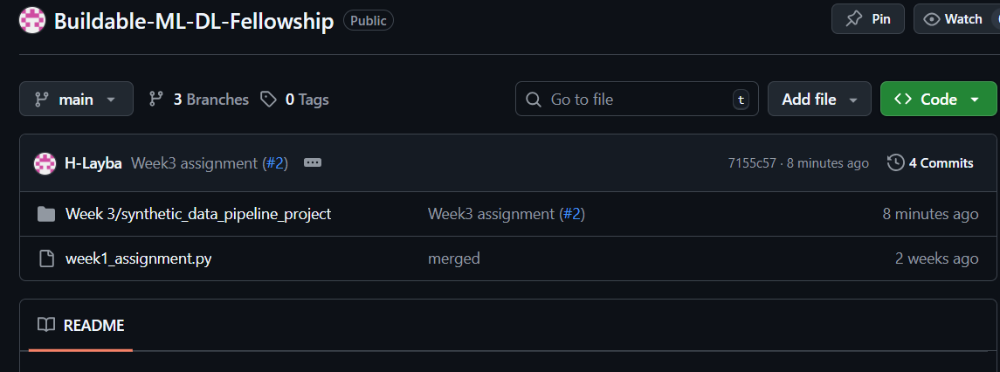 Buildable-ML-DL-Fellowship Public Pin Watch
main 3 Branches 0 Tags Go to file t Add file Code
H-Layba Week3 assignment (#2) 7155c57 · 8 minutes ago 4 Commits
Week 3/synthetic_data_pipeline_project Week3 assignment (#2) 8 minutes ago
week1_assignment.py merged 2 weeks ago
README